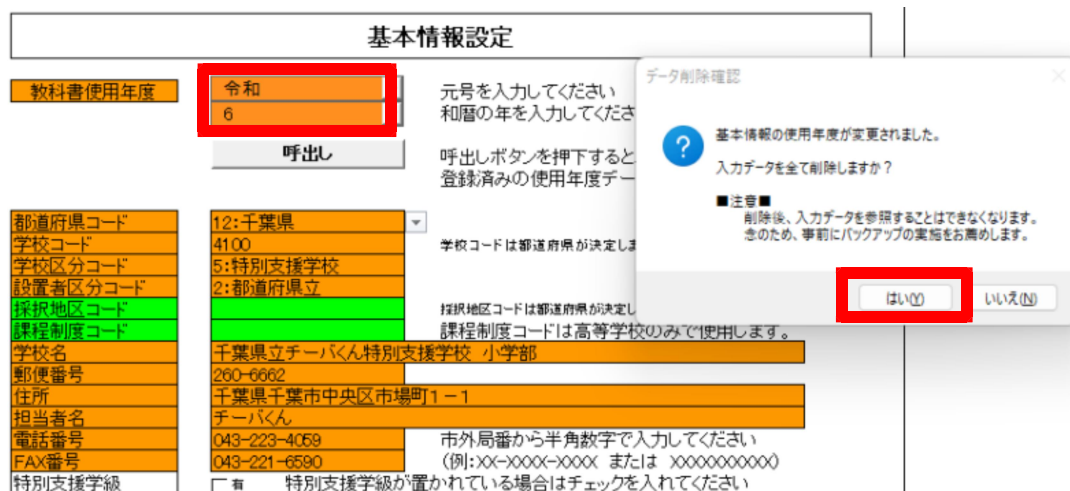 基本情報設定
教科書使用年度
令和
元号を入力してください
6
和暦の年を入力してくださ
呼出し
呼出しボタンを押下すると
登録済みの使用年度デー
都道府県コード
12:千葉県
学校コード
4100
学校コードは都道府県が決定しま
学校区分コード
5:特別支援学校
設置者区分コード
2:都道府県立
採択地区コード
採択地区コードは都道府県が決定し
課程制度コード
課程制度コードは高等学校のみで使用します。
学校名
千葉県立チーバくん特別支援学校 小学部
郵便番号
260-6662
住所
千葉県千葉市中央区市場町1－1
担当者名
チーバくん
電話番号
043-223-4059
市外局番から半角数字で入力してください
FAX番号
043-221-6590
(例:XX-XXXX-XXXX または XXXXXXXXXX)
特別支援学級
有
特別支援学級が置かれている場合はチェックを入れてください
データ削除確認
基本情報の使用年度が変更されました。
入力データを全て削除しますか？
■注意■
削除後、入力データを参照することはできなくなります。
念のため、事前にバックアップの実施をお薦めします。
はい(Y)
いいえ(N)